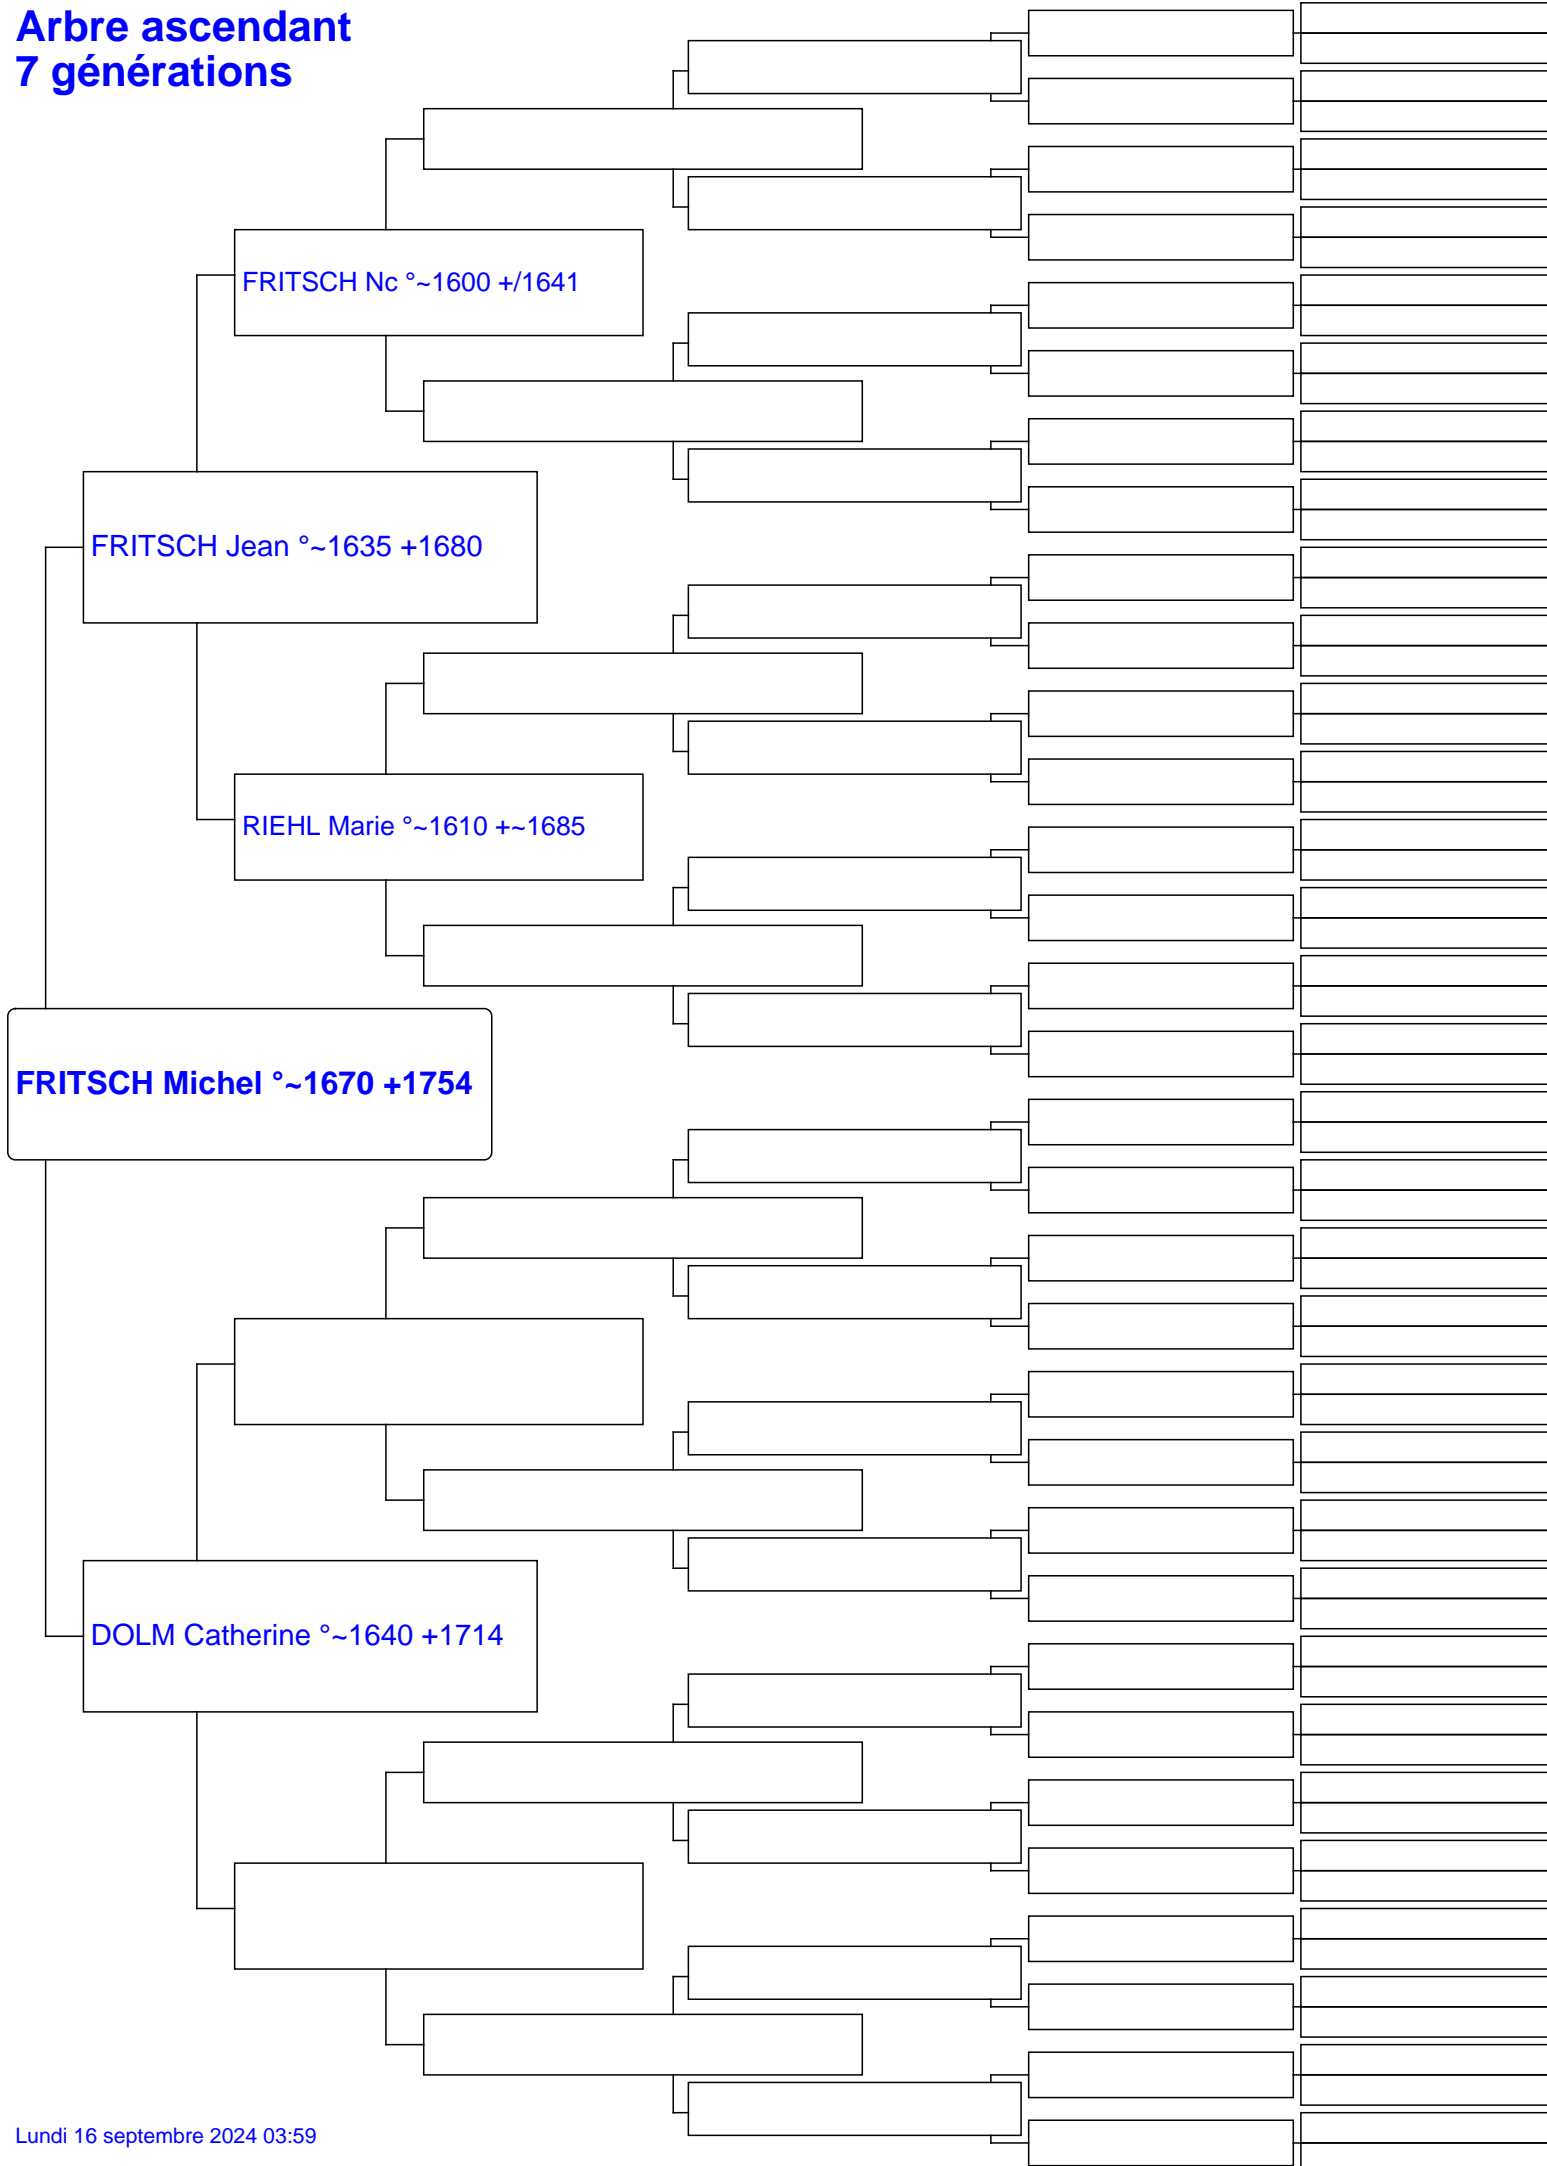 Arbre ascendant
7 générations
FRITSCH Nc °~1600 +/1641
FRITSCH Jean °~1635 +1680
RIEHL Marie °~1610 +~1685
FRITSCH Michel °~1670 +1754
DOLM Catherine °~1640 +1714
Lundi 16 septembre 2024 03:59